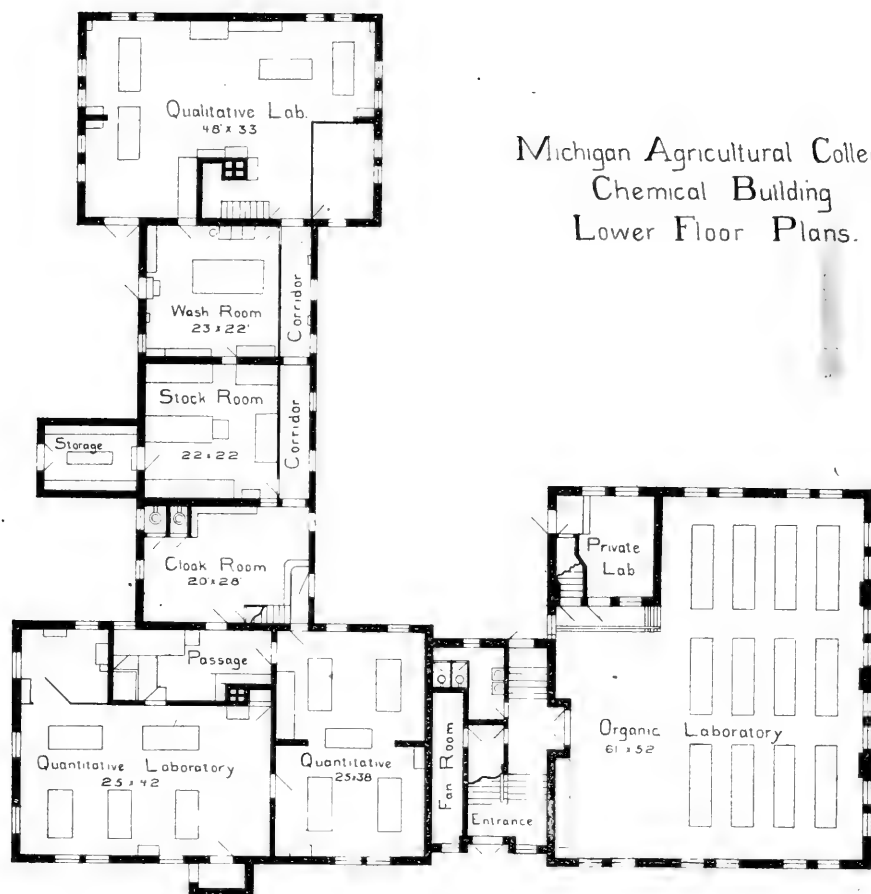 Michigan Agricultural Colle
Chemical Building
Lower Floor Plans.
Qualitative Lab.
48' x 33
Wash Room
23 x 22'
Corridor
Stock Room
22 x 22
Corridor
Storage
Cloak Room
20' x 28'
Private
Lab
Passage
Organic Laboratory
61 x 52
Quantitative Laboratory
25 x 42
Quantitative
25x38
Fan Room
Entrance